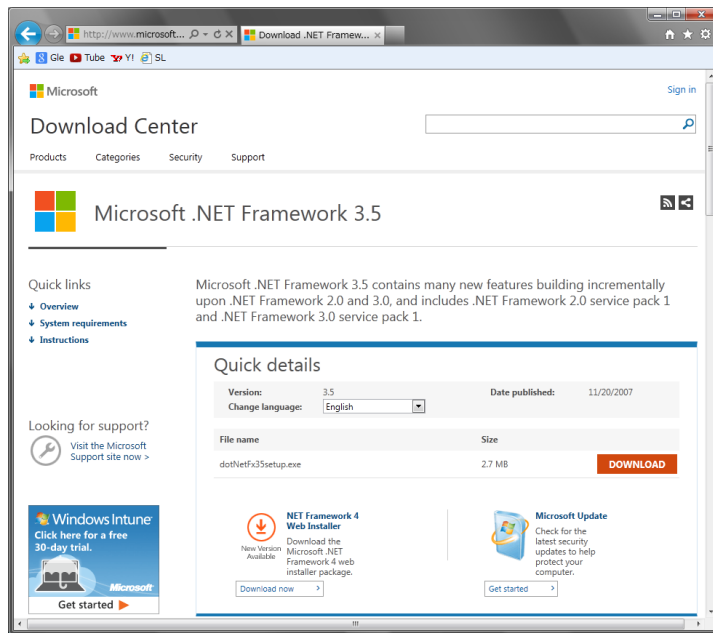 http://www.microsoft...
Download .NET Framew...
Gle
Tube
Y!
SL
Microsoft
Sign in
Download Center
Products
Categories
Security
Support
Microsoft .NET Framework 3.5
Quick links
Overview
System requirements
Instructions
Microsoft .NET Framework 3.5 contains many new features building incrementally
upon .NET Framework 2.0 and 3.0, and includes .NET Framework 2.0 service pack 1
and .NET Framework 3.0 service pack 1.
Quick details
Version: 3.5
Date published: 11/20/2007
Change language: English
File name
Size
dotNetFx35setup.exe
2.7 MB
DOWNLOAD
Looking for support?
Visit the Microsoft
Support site now >
Windows Intune
Click here for a free
30-day trial.
Microsoft
Get started
New Version
Available
NET Framework 4
Web Installer
Download the
Microsoft .NET
Framework 4 web
installer package.
Download now >
Microsoft Update
Check for the
latest security
updates to help
protect your
computer.
Get started >